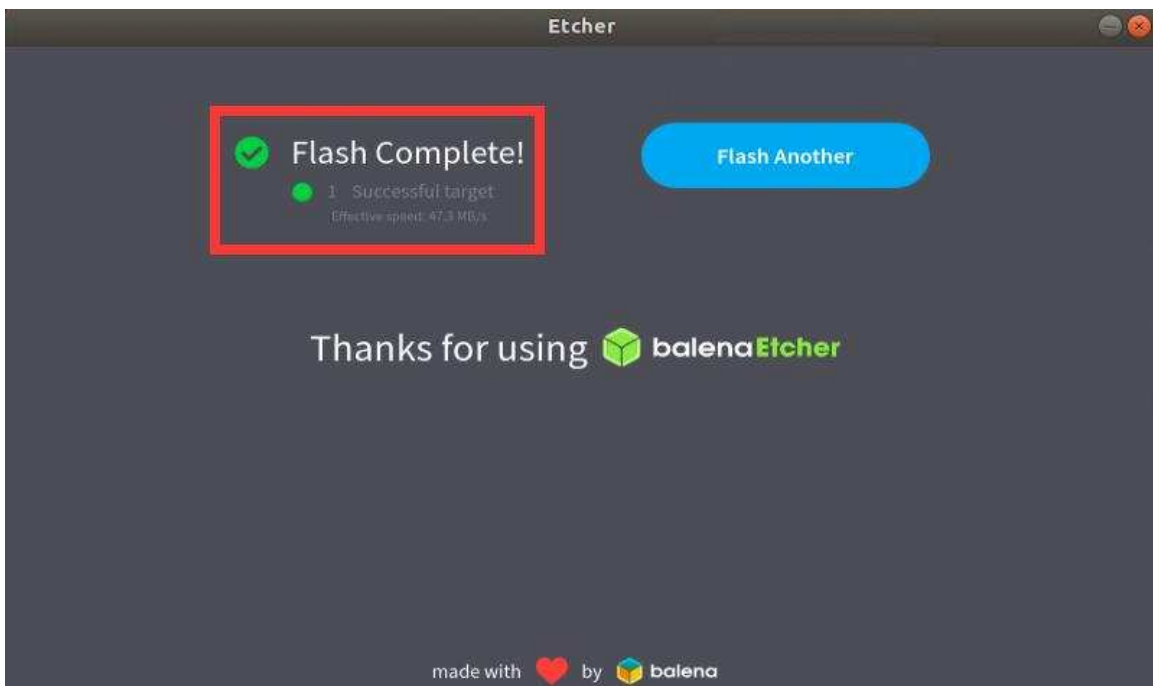 Etcher
Flash Complete!
1 Successful target
Effective speed: 47.3 MB/s
Flash Another
Thanks for using balenaEtcher
made with by balena